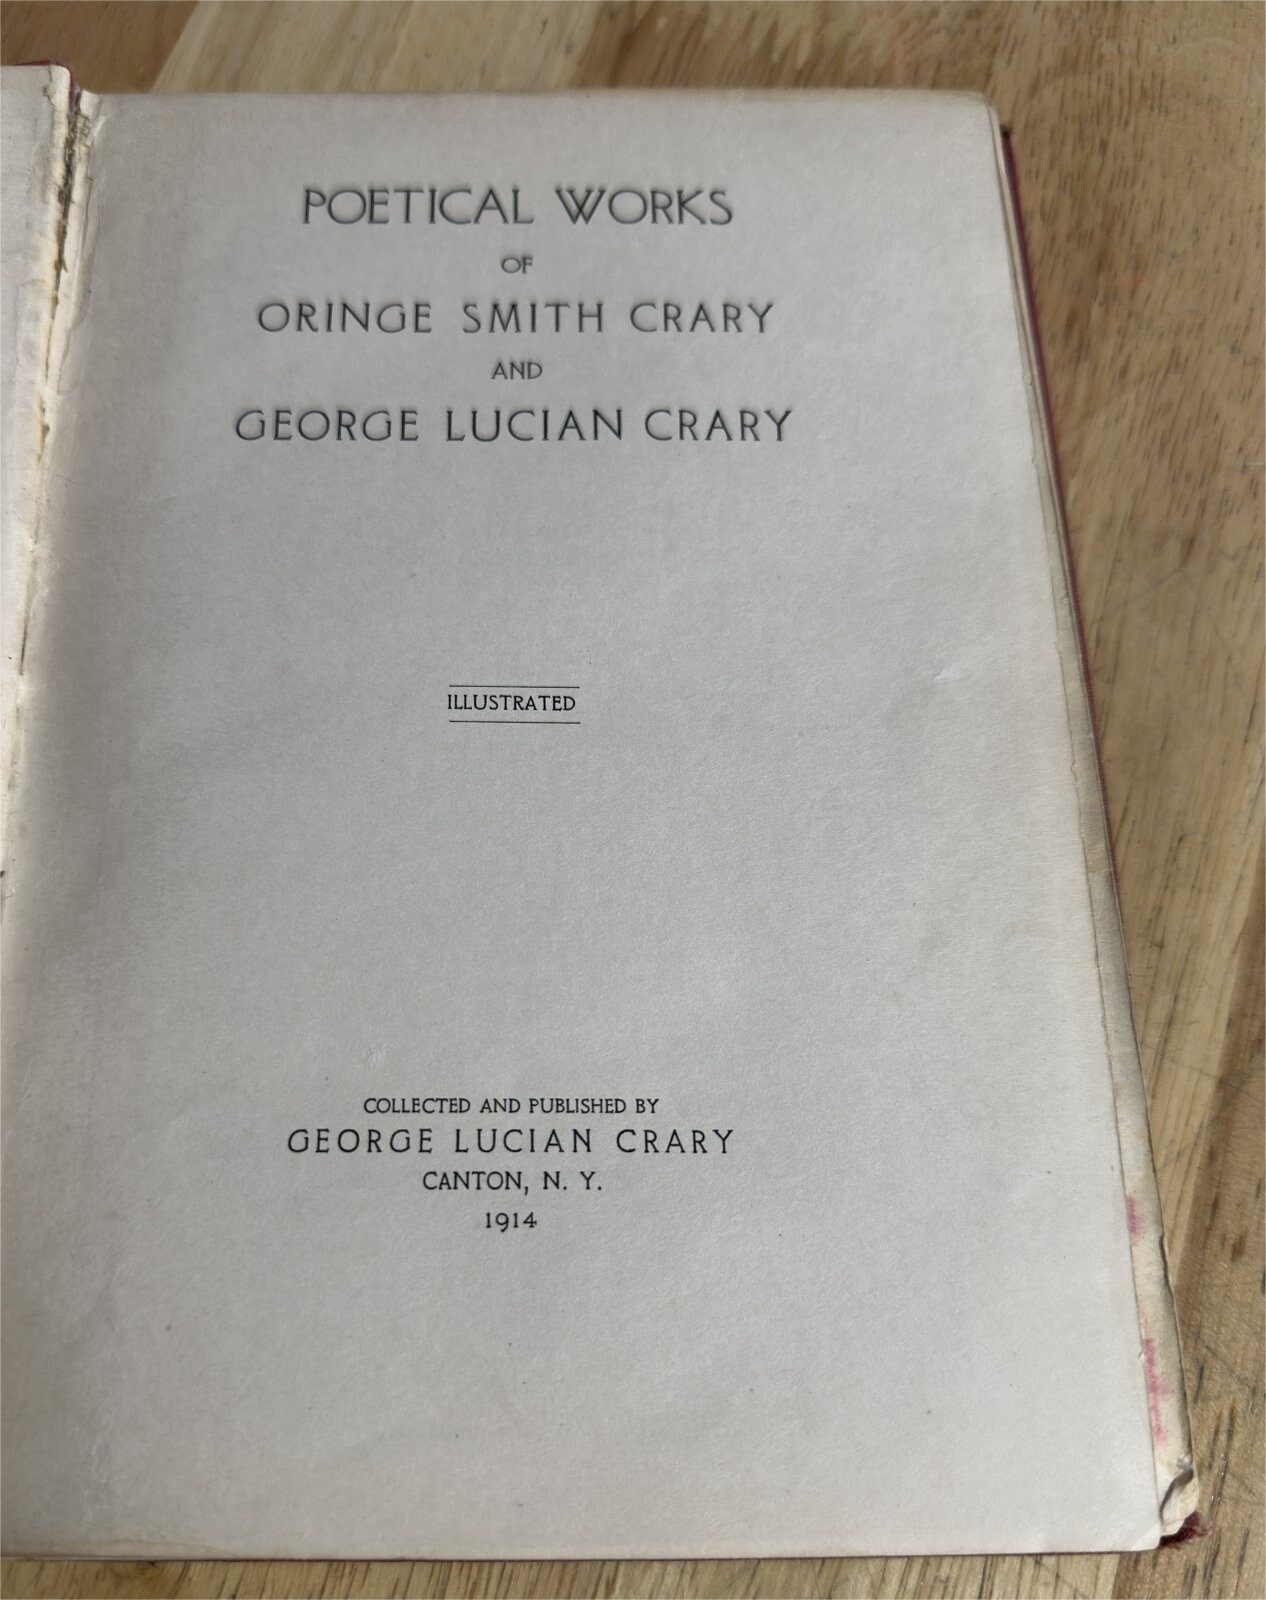 POETICAL WORKS
OF
ORINGE SMITH CRARY
AND
GEORGE LUCIAN CRARY
ILLUSTRATED
COLLECTED AND PUBLISHED BY
GEORGE LUCIAN CRARY
CANTON, N. Y.
1914